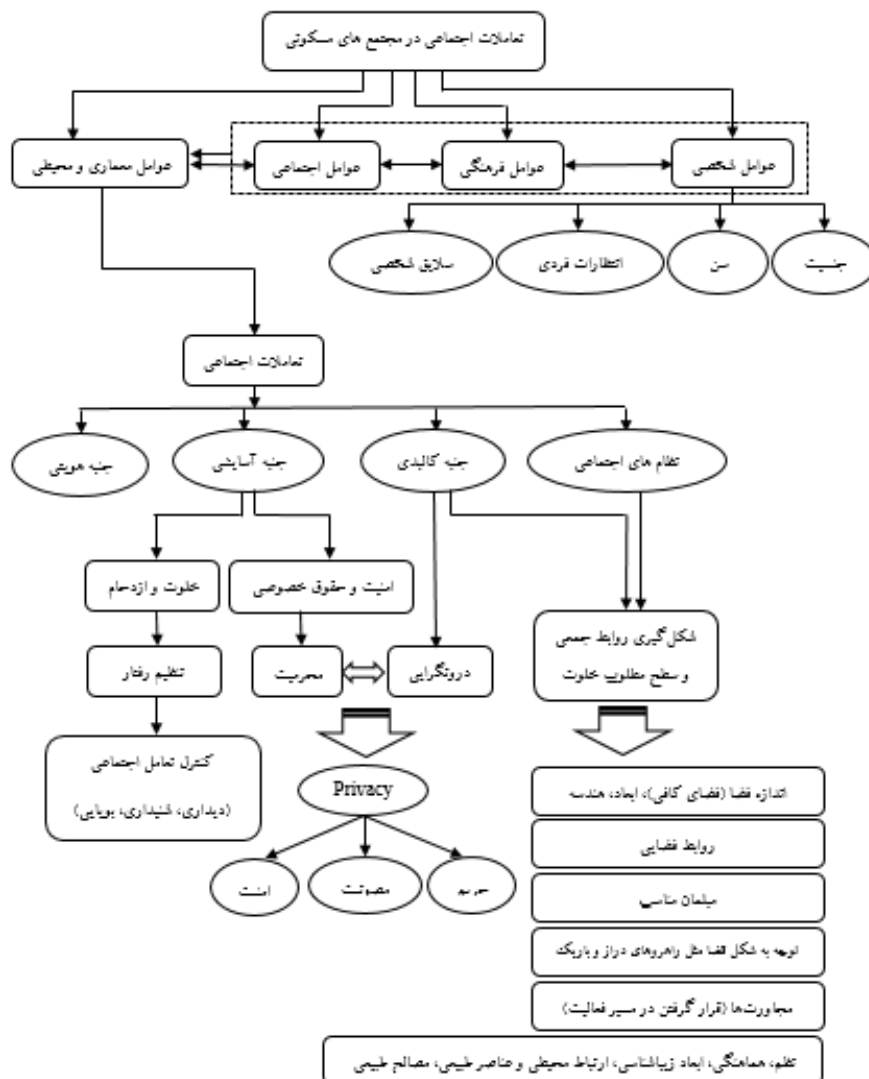 تعاملات اجتماعی در مجتمع های مسکونی
عوامل شخصی
عوامل فرهنگی
عوامل اجتماعی
عوامل معماری و محیطی
جنسیت
سن
انتظارات فردی
سلایق شخصی
تعاملات اجتماعی
نظام های اجتماعی
جنبه کالبدی
جنبه آسایشی
جنبه هویتی
امنیت و حقوق خصوصی
خلوت و ازدحام
شکل‌گیری روابط جمعی
و سطح مطلوب خلوت
درونگرایی
محرمیت
تنظیم رفتار
کنترل تعامل اجتماعی
(دیداری، شنیداری، بویایی)
Privacy
حریم
مصونیت
امنیت
اندازه فضا (فضای کافی)، ابعاد، هندسه
روابط فضایی
مبلمان مناسب
توجه به شکل فضا مثل راهروهای دراز و باریک
مجاورت‌ها (قرار گرفتن در مسیر فعالیت)
نظم، هماهنگی، ابعاد زیباشناسی، ارتباط محیطی و عناصر طبیعی، مصالح طبیعی